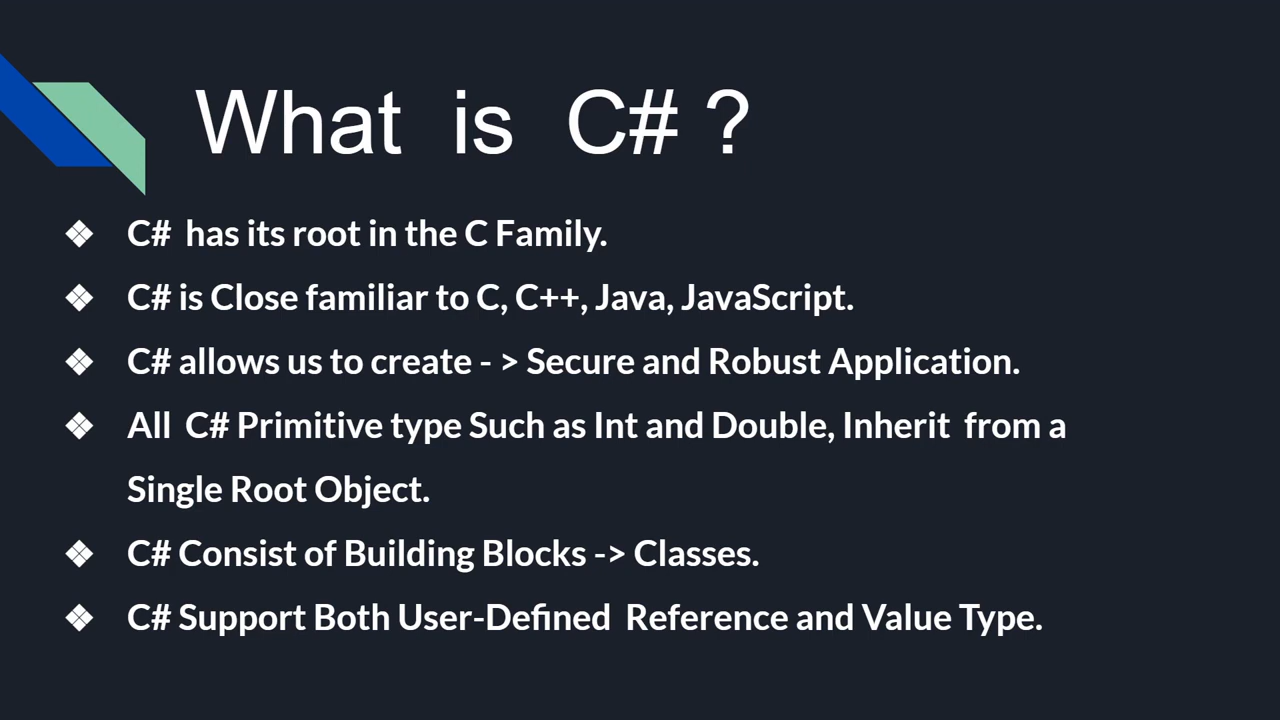 What is C# ?
❖ C# has its root in the C Family.
❖ C# is Close familiar to C, C++, Java, JavaScript.
❖ C# allows us to create - > Secure and Robust Application.
❖ All C# Primitive type Such as Int and Double, Inherit from a
Single Root Object.
❖ C# Consist of Building Blocks -> Classes.
❖ C# Support Both User-Defined Reference and Value Type.